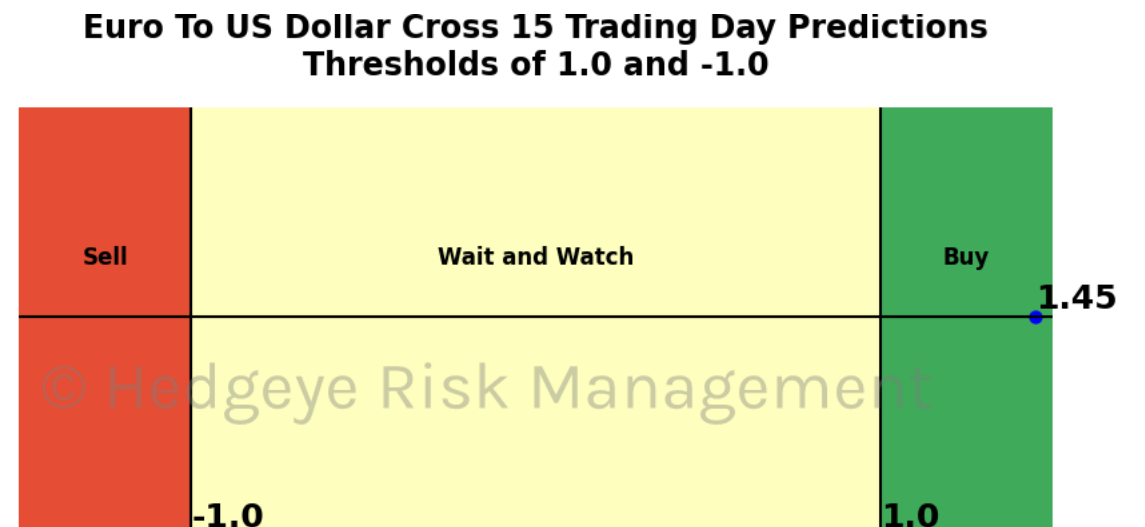 Euro To US Dollar Cross 15 Trading Day Predictions
Thresholds of 1.0 and -1.0
Sell
Wait and Watch
Buy
1.45
© Hedgeye Risk Management
-1.0
1.0